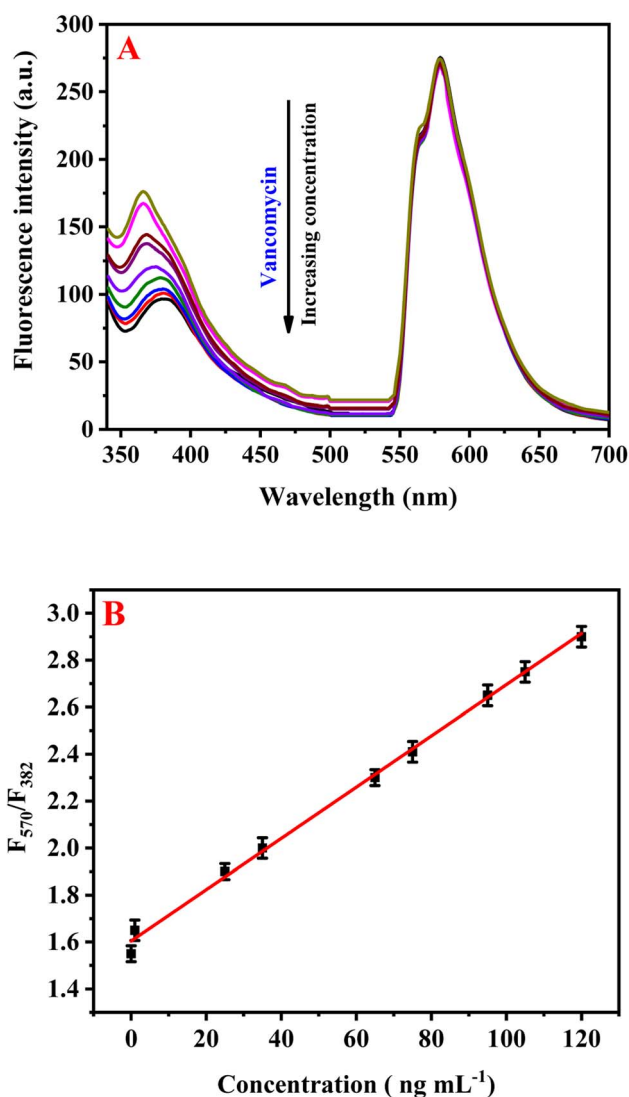 A
300
250
200
150
100
50
0
Fluorescence intensity (a.u.)
Vancomycin
Increasing concentration
350 400 450 500 550 600 650 700
Wavelength (nm)
B
3.0
2.8
2.6
2.4
2.2
2.0
1.8
1.6
1.4
F₅₇₀/F₃₈₂
0 20 40 60 80 100 120
Concentration ( ng mL⁻¹)